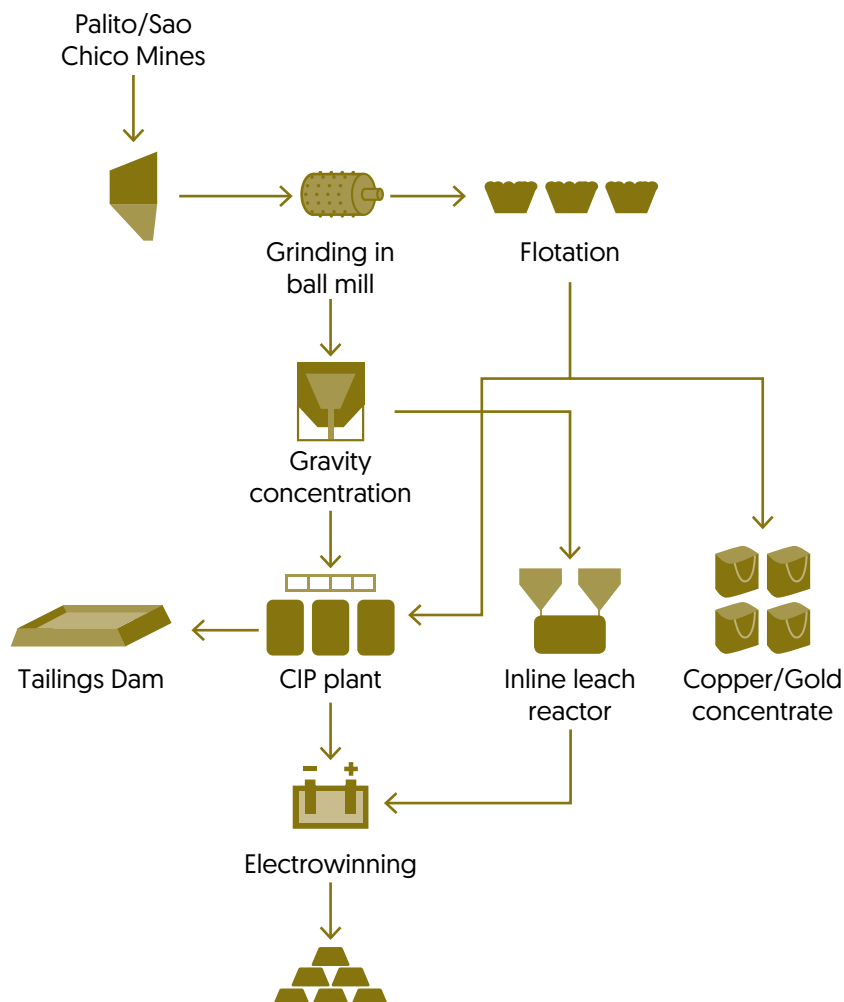 Palito/Sao
Chico Mines
Grinding in
ball mill
Flotation
Gravity
concentration
Tailings Dam
CIP plant
Inline leach
reactor
Copper/Gold
concentrate
Electrowinning